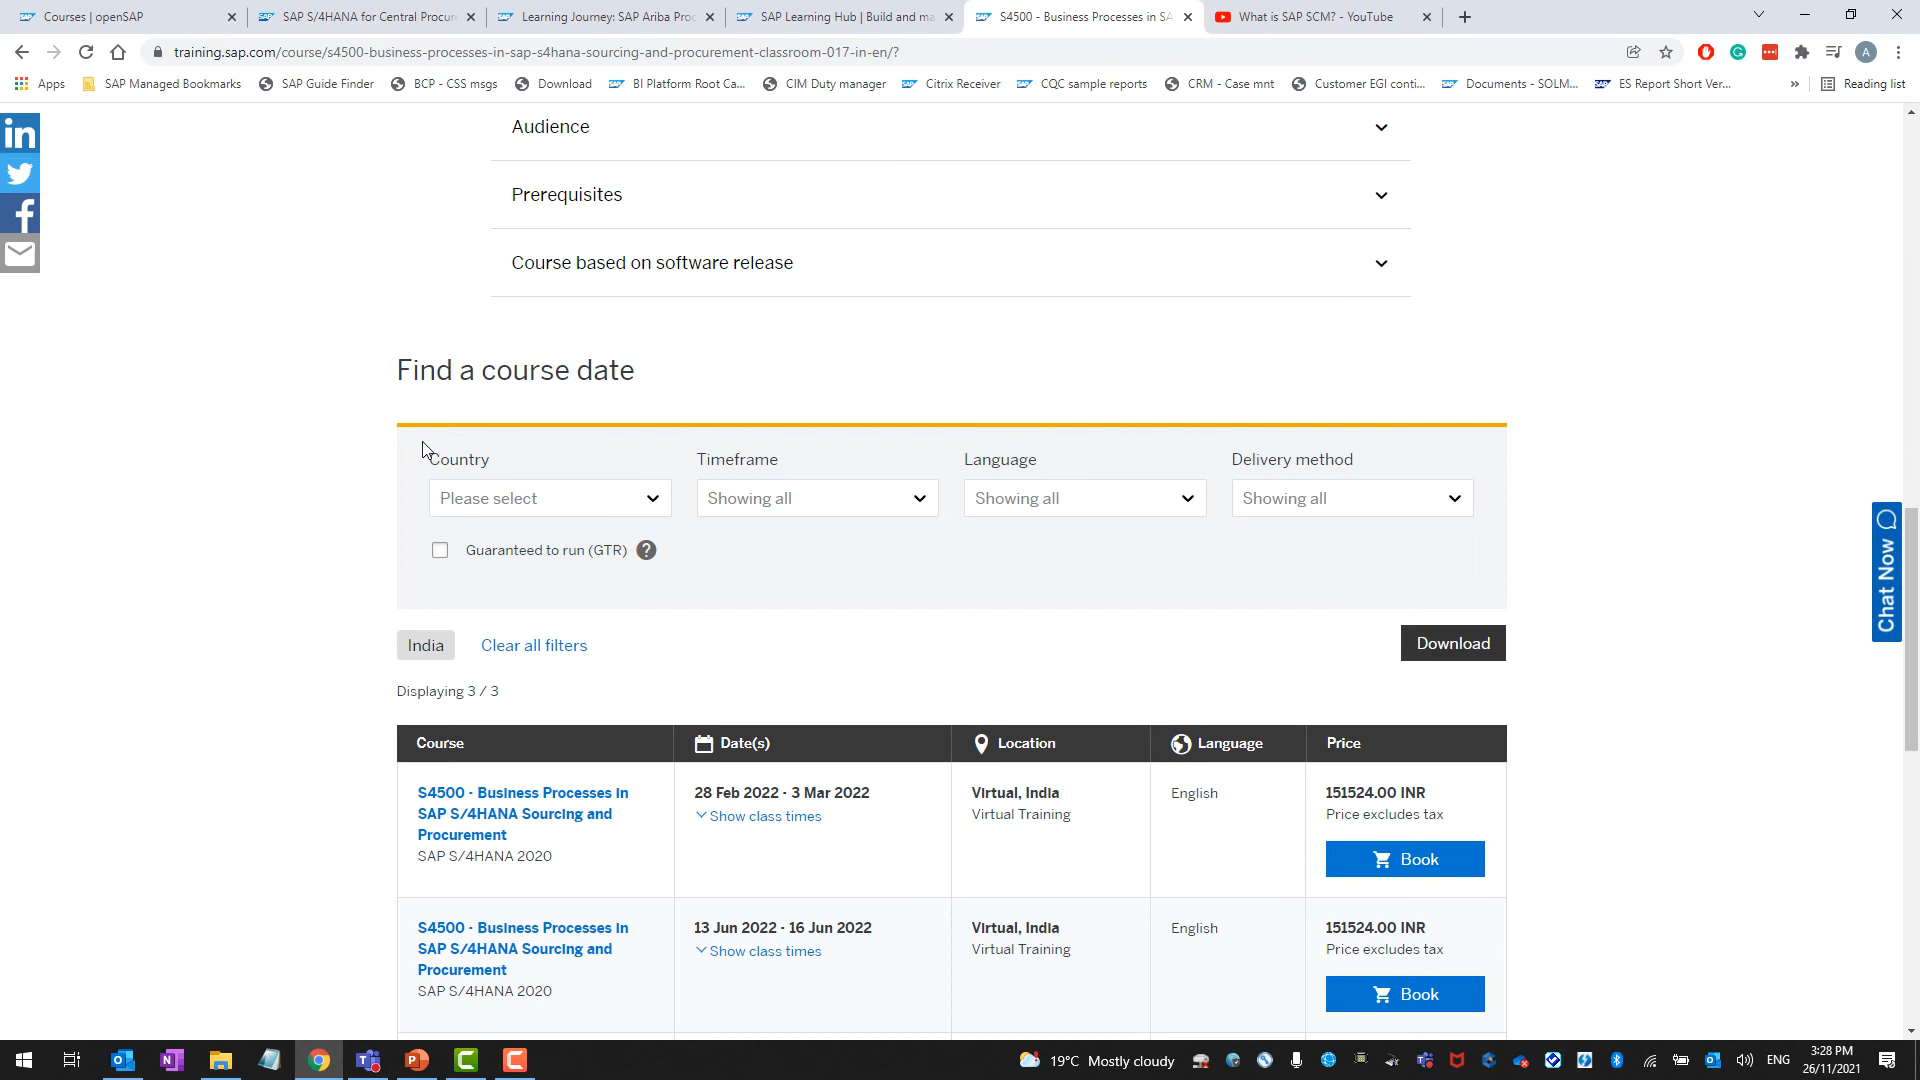 Courses | openSAP
SAP S/4HANA for Central Procur
Learning Journey: SAP Ariba Proc
SAP Learning Hub | Build and ma
S4500 - Business Processes in SA
What is SAP SCM? - YouTube
training.sap.com/course/s4500-business-processes-in-sap-s4hana-sourcing-and-procurement-classroom-017-in-en/?
A
Apps
SAP Managed Bookmarks
SAP Guide Finder
BCP - CSS msgs
Download
BI Platform Root Ca...
CIM Duty manager
Citrix Receiver
CQC sample reports
CRM - Case mnt
Customer EGI conti...
Documents - SOLM...
ES Report Short Ver...
»
Reading list
Audience
Prerequisites
Course based on software release
Find a course date
Country
Timeframe
Language
Delivery method
Please select
Showing all
Showing all
Showing all
Guaranteed to run (GTR) ?
Chat Now
India
Clear all filters
Download
Displaying 3 / 3
Course
Date(s)
Location
Language
Price
S4500 - Business Processes in
SAP S/4HANA Sourcing and
Procurement
SAP S/4HANA 2020
28 Feb 2022 - 3 Mar 2022
Show class times
Virtual, India
Virtual Training
English
151524.00 INR
Price excludes tax
Book
S4500 - Business Processes in
SAP S/4HANA Sourcing and
Procurement
SAP S/4HANA 2020
13 Jun 2022 - 16 Jun 2022
Show class times
Virtual, India
Virtual Training
English
151524.00 INR
Price excludes tax
Book
19°C Mostly cloudy
ENG
3:28 PM
26/11/2021